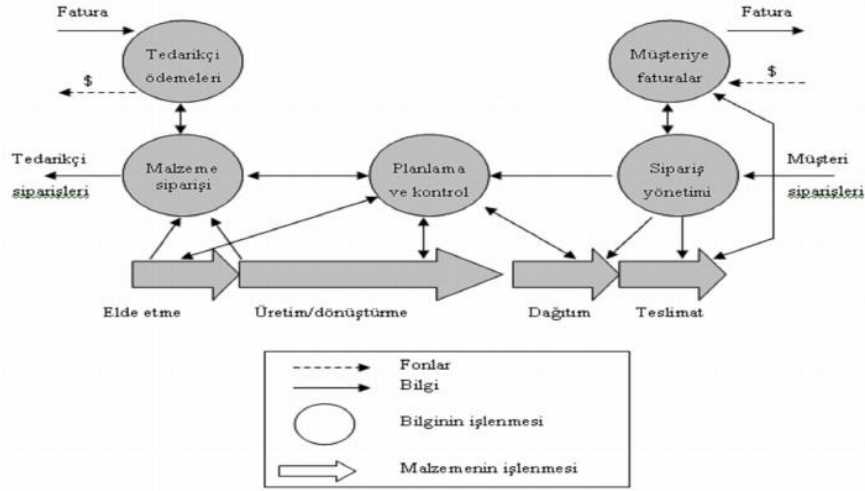 Fatura
Fatura
Tedarikçi
ödemeleri
Müşteriye
faturalar
$
$
Tedarikçi
siparişleri
Malzeme
siparişi
Planlama
ve kontrol
Sipariş
yönetimi
Müşteri
siparişleri
Elde etme
Üretim/dönüştürme
Dağıtım
Teslimat
Fonlar
Bilgi
Bilginin işlenmesi
Malzemenin işlenmesi